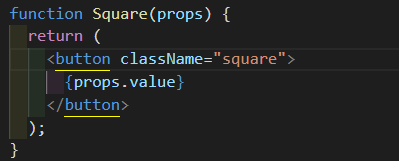 function Square(props) {
  return (
    <button className="square">
      {props.value}
    </button>
  );
}